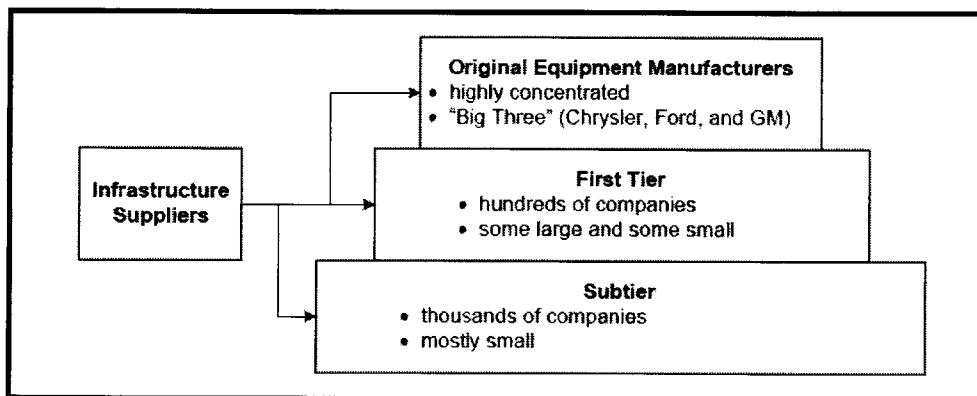 Original Equipment Manufacturers
• highly concentrated
• "Big Three" (Chrysler, Ford, and GM)
Infrastructure
Suppliers
First Tier
• hundreds of companies
• some large and some small
Subtier
• thousands of companies
• mostly small